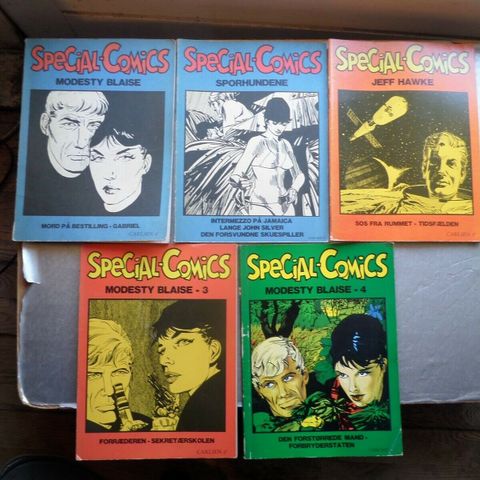 SPECIAL-COMICS
MODESTY BLAISE
MORD PÅ BESTILLING - GABRIEL
CARLSEN
SPECIAL-COMICS
SPORHUNDENE
INTERMEZZO PÅ JAMAICA
LANGE JOHN SILVER
DEN FORSVUNDNE SKUESPILLER
SPECIAL-COMICS
JEFF HAWKE
SOS FRA RUMMET - TIDSFÆLDEN
CARLSEN
SPECIAL-COMICS
MODESTY BLAISE - 3
FORRÆDEREN - SEKRETÆRSKOLEN
CARLSEN
SPECIAL-COMICS
MODESTY BLAISE - 4
DEN FORSTØRREDE MAND -
FORBRYDERSTATEN